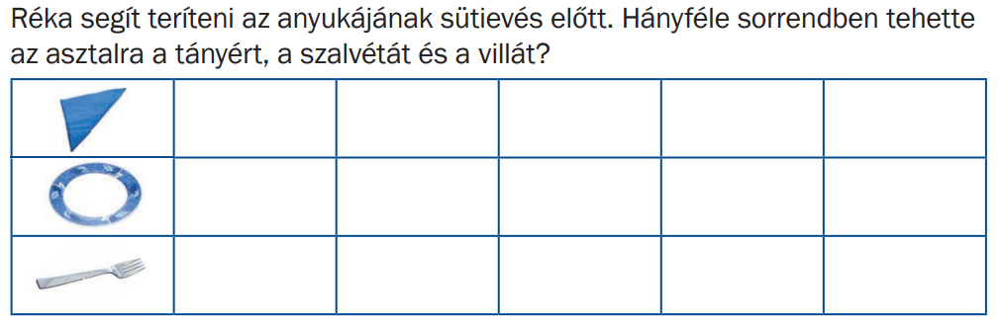 Réka segít teríteni az anyukájának sütievés előtt. Hányféle sorrendben tehette
az asztalra a tányért, a szalvétát és a villát?